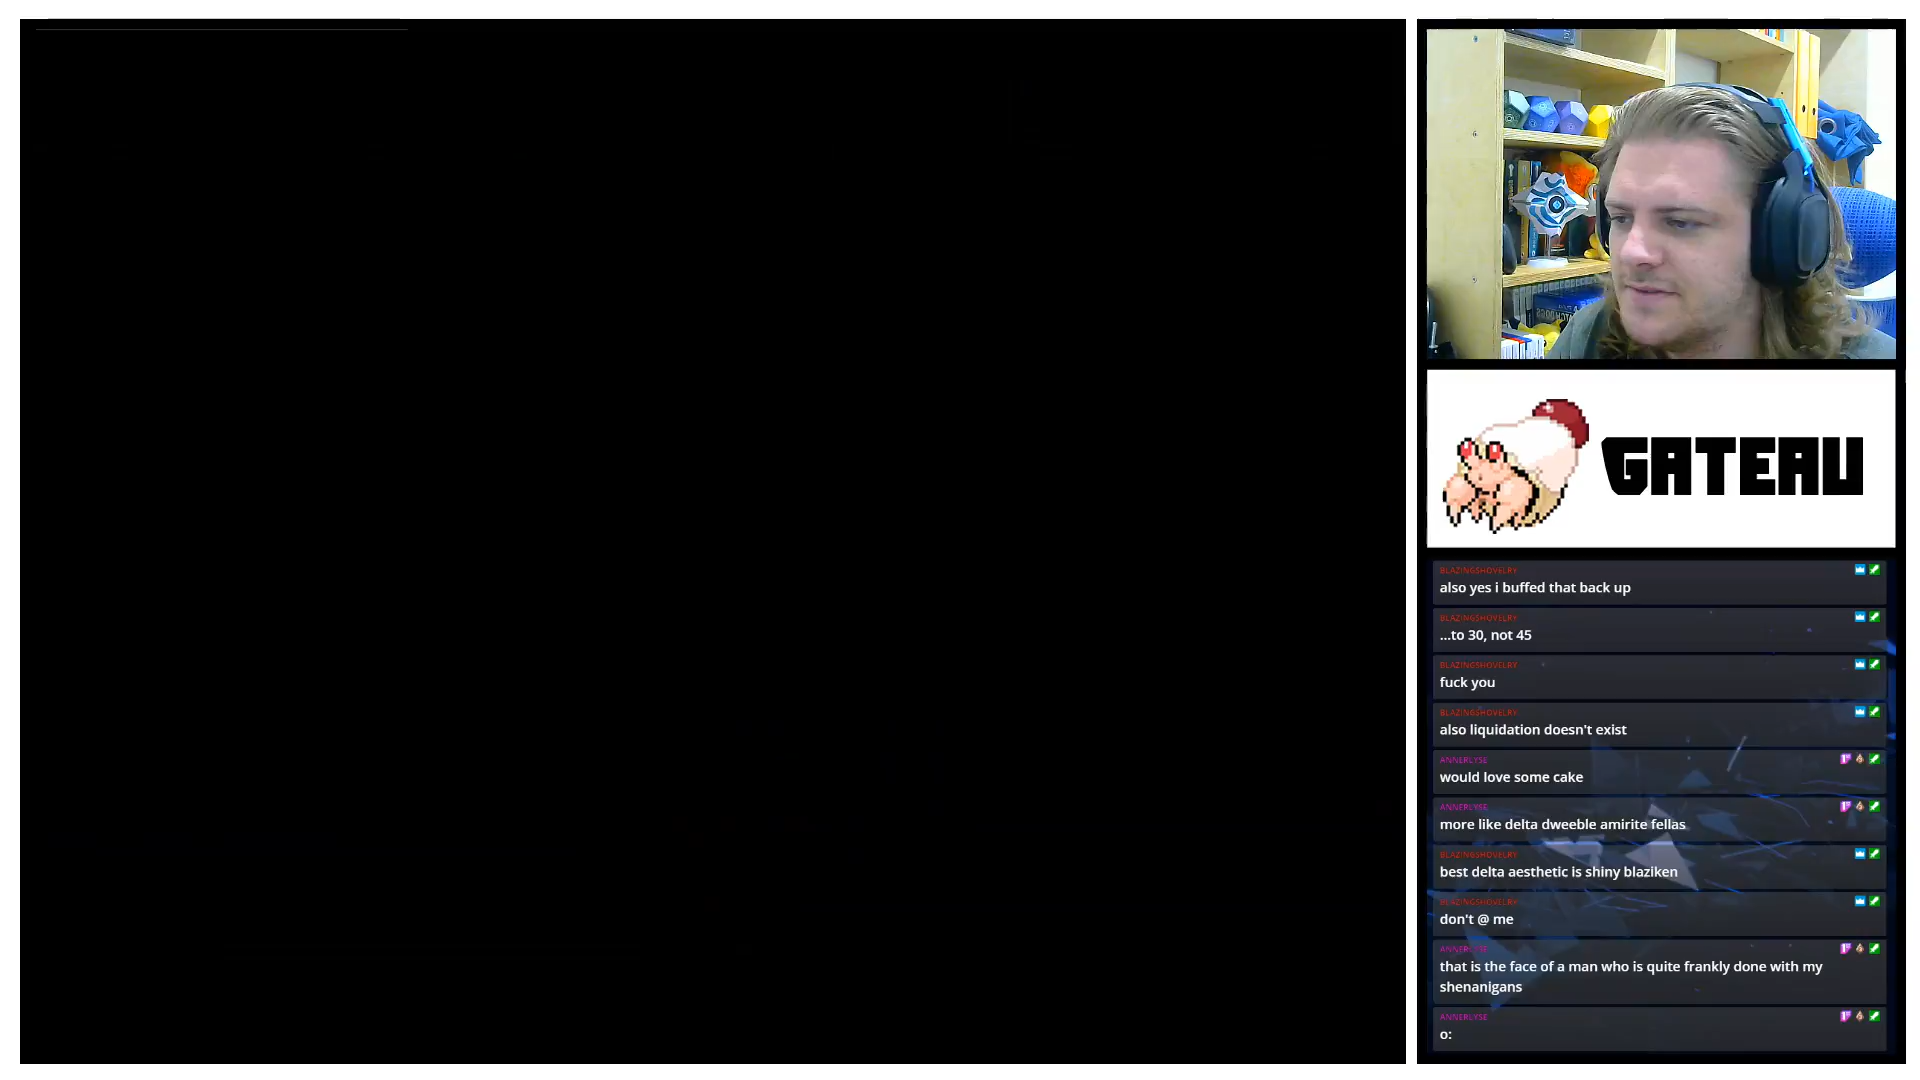 GATEAU
BLAZINGSHOVELRY
also yes i buffed that back up
BLAZINGSHOVELRY
...to 30, not 45
BLAZINGSHOVELRY
fuck you
BLAZINGSHOVELRY
also liquidation doesn't exist
ANNERLYSE
would love some cake
ANNERLYSE
more like delta dweeble amirite fellas
BLAZINGSHOVELRY
best delta aesthetic is shiny blaziken
BLAZINGSHOVELRY
don't @ me
ANNERLYSE
that is the face of a man who is quite frankly done with my
shenanigans
ANNERLYSE
o: